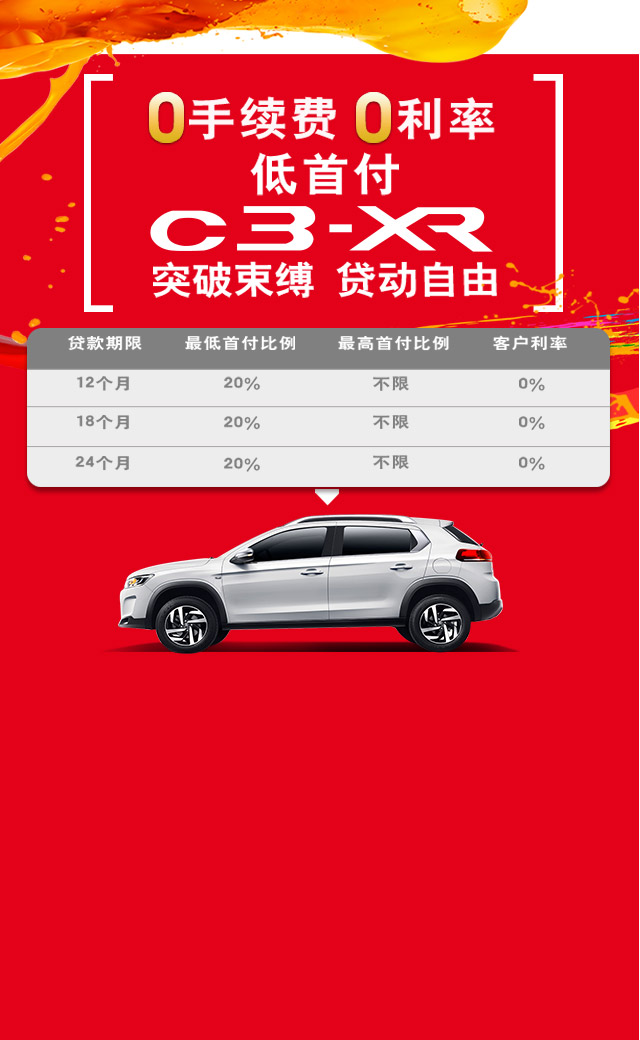 0手续费 0利率
低首付
C3-XR
突破束缚 贷动自由
贷款期限 最低首付比例 最高首付比例 客户利率
12个月 20% 不限 0%
18个月 20% 不限 0%
24个月 20% 不限 0%